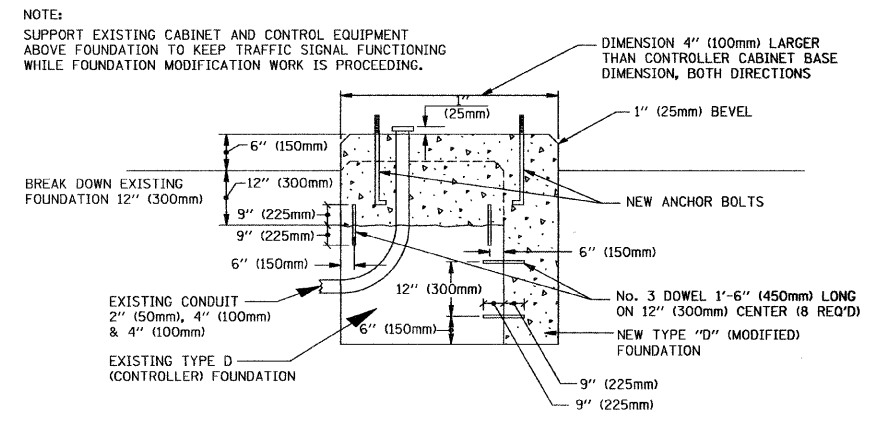 NOTE:
SUPPORT EXISTING CABINET AND CONTROL EQUIPMENT
ABOVE FOUNDATION TO KEEP TRAFFIC SIGNAL FUNCTIONING
WHILE FOUNDATION MODIFICATION WORK IS PROCEEDING.
DIMENSION 4" (100mm) LARGER
THAN CONTROLLER CABINET BASE
DIMENSION, BOTH DIRECTIONS
1"
(25mm)
1" (25mm) BEVEL
6" (150mm)
BREAK DOWN EXISTING
FOUNDATION 12" (300mm)
12" (300mm)
NEW ANCHOR BOLTS
9" (225mm)
9" (225mm)
6" (150mm)
6" (150mm)
12" (300mm)
No. 3 DOWEL 1'-6" (450mm) LONG
ON 12" (300mm) CENTER (8 REQ'D)
EXISTING CONDUIT
2" (50mm), 4" (100mm)
& 4" (100mm)
6" (150mm)
NEW TYPE "D" (MODIFIED)
FOUNDATION
EXISTING TYPE D
(CONTROLLER) FOUNDATION
9" (225mm)
9" (225mm)